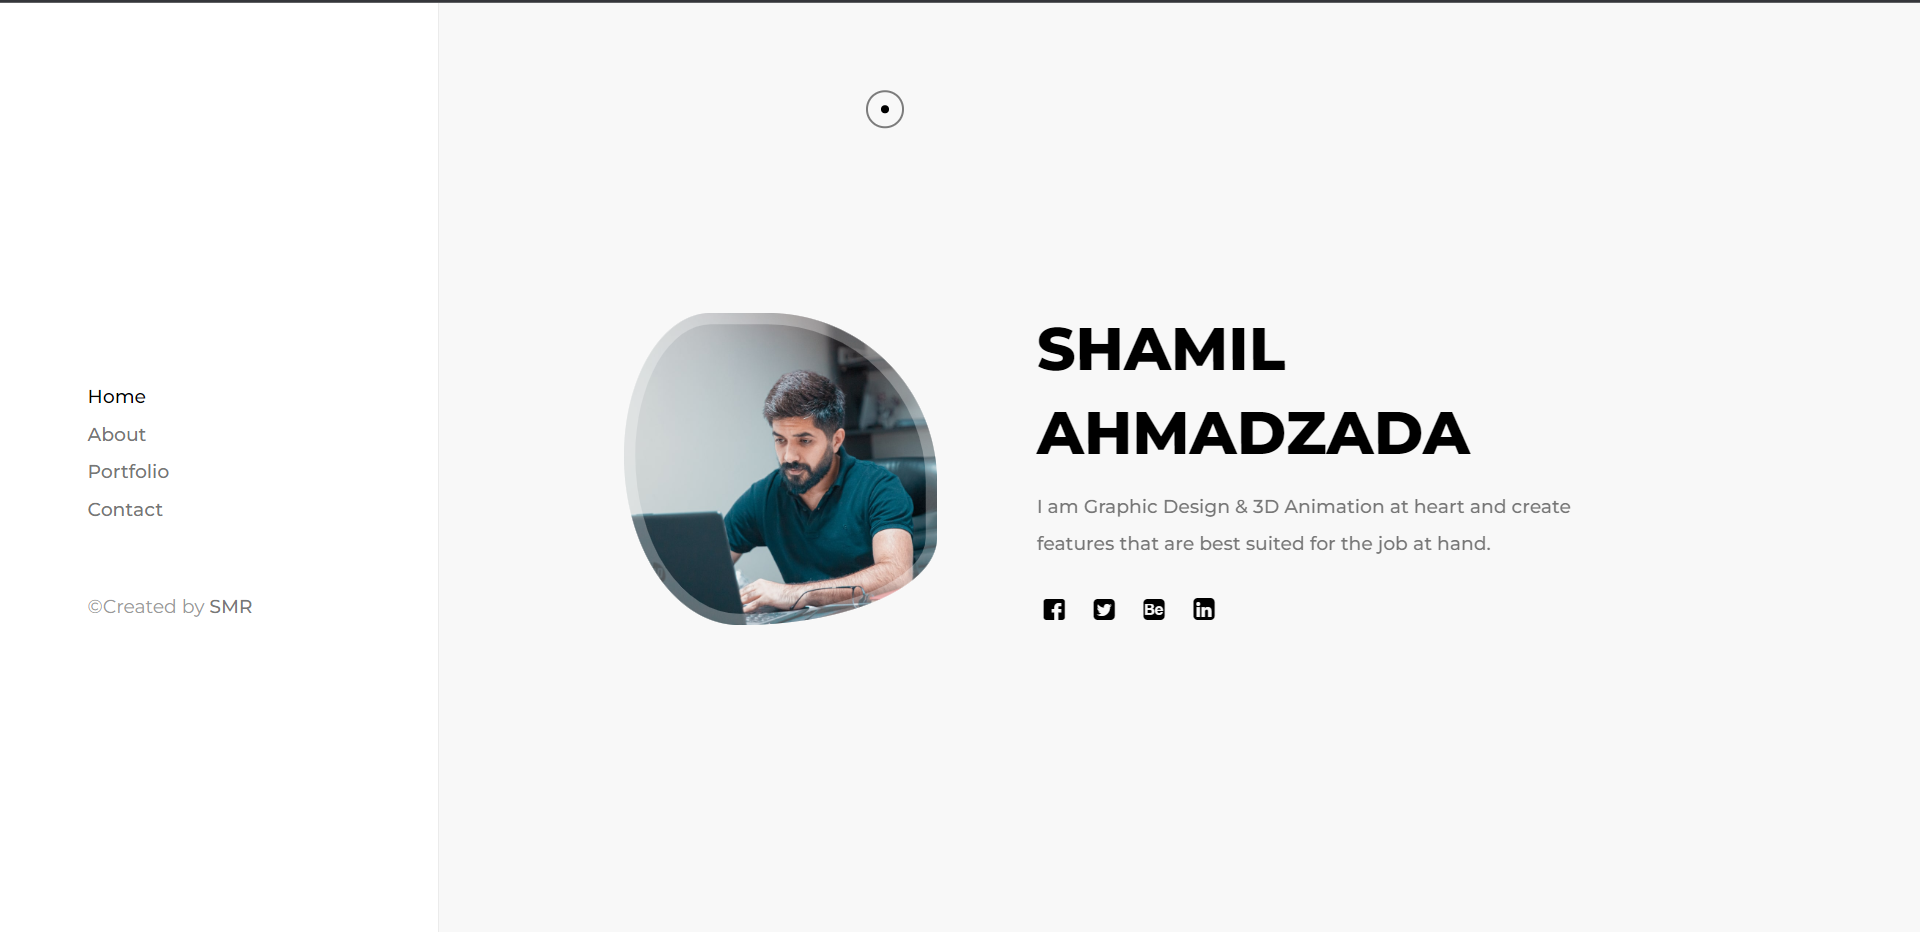 Home
About
Portfolio
Contact
©Created by SMR
SHAMIL
AHMADZADA
I am Graphic Design & 3D Animation at heart and create
features that are best suited for the job at hand.
Be in